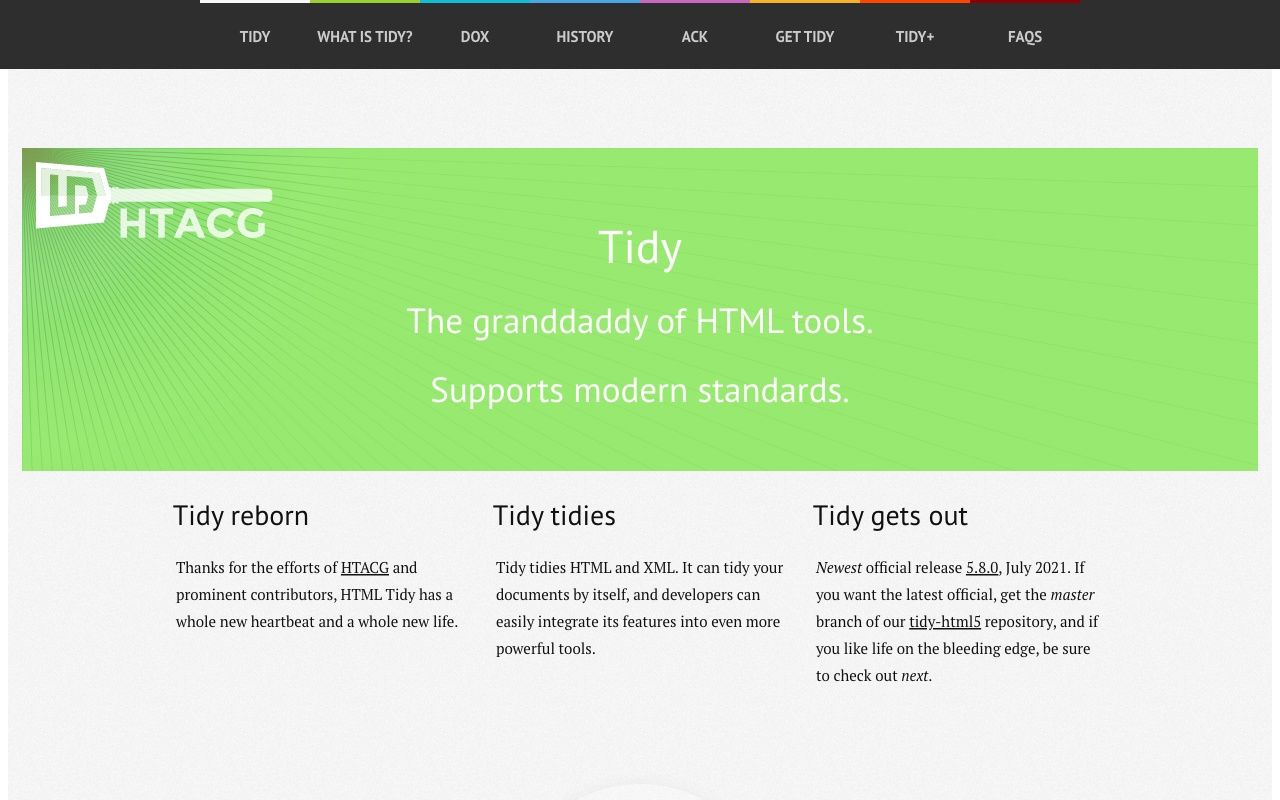 TIDY
WHAT IS TIDY?
DOX
HISTORY
ACK
GET TIDY
TIDY+
FAQS
HTACG
Tidy
The granddaddy of HTML tools.
Supports modern standards.
Tidy reborn
Thanks for the efforts of HTACG and
prominent contributors, HTML Tidy has a
whole new heartbeat and a whole new life.
Tidy tidies
Tidy tidies HTML and XML. It can tidy your
documents by itself, and developers can
easily integrate its features into even more
powerful tools.
Tidy gets out
Newest official release 5.8.0, July 2021. If
you want the latest official, get the master
branch of our tidy-html5 repository, and if
you like life on the bleeding edge, be sure
to check out next.